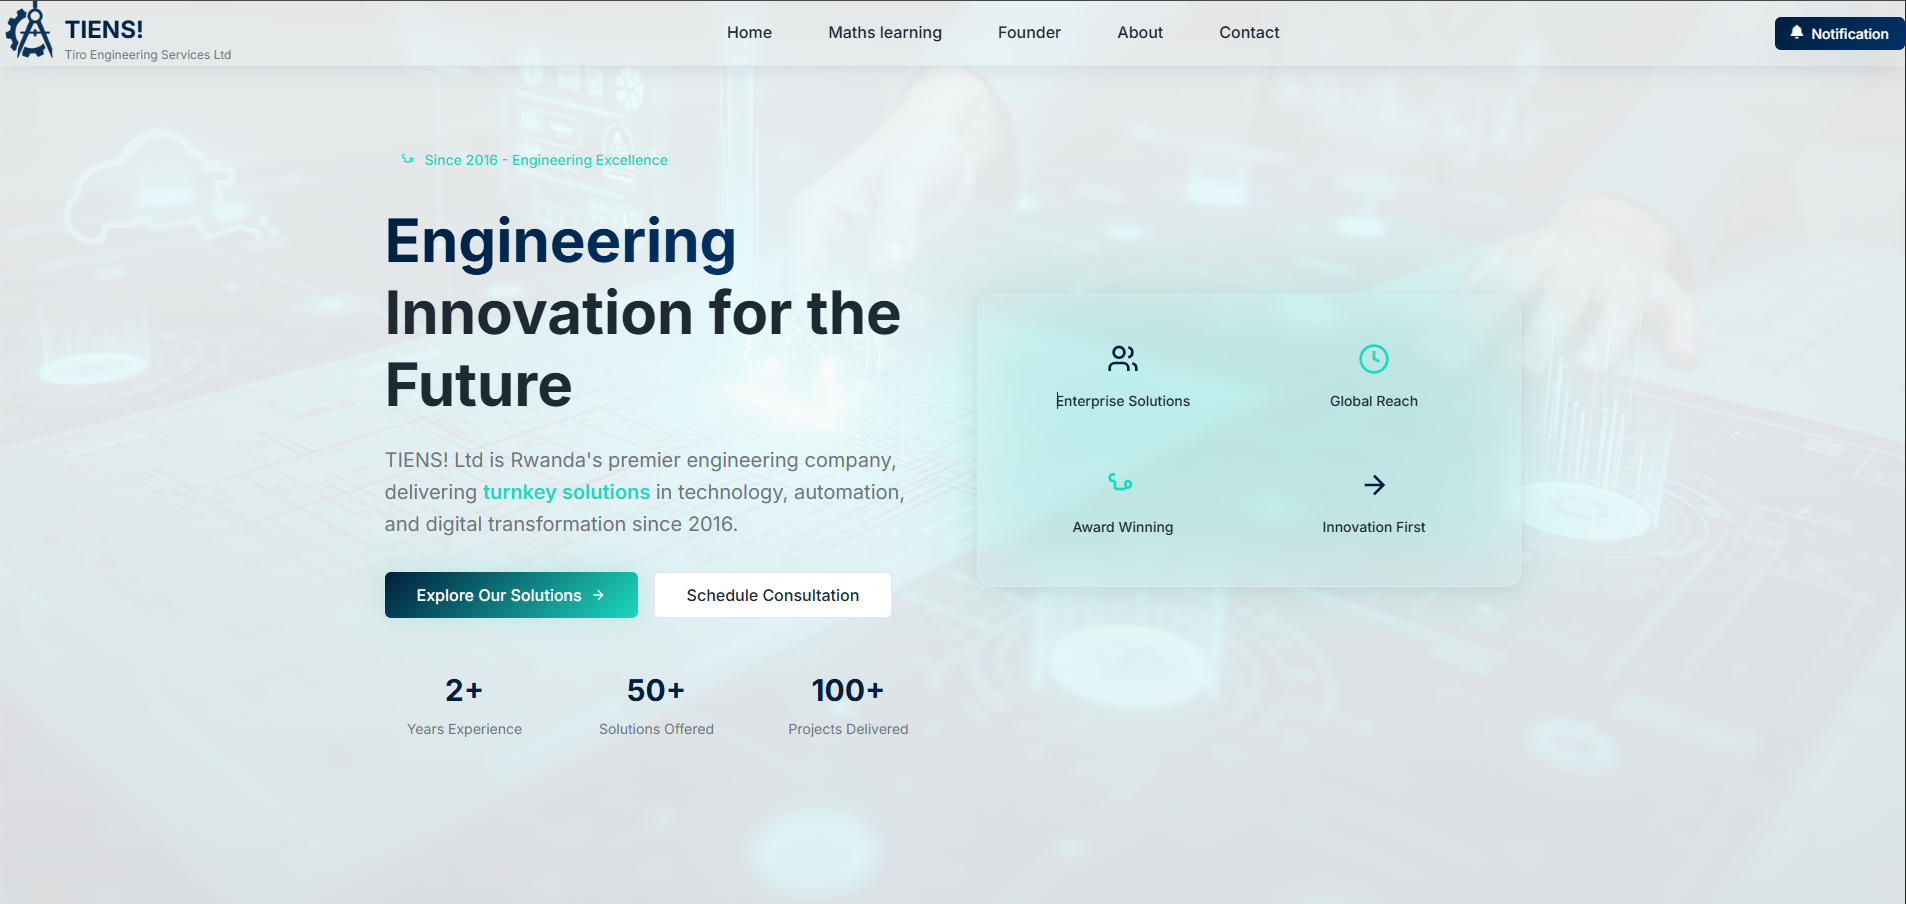 TIENS!
Tiro Engineering Services Ltd
Home
Maths learning
Founder
About
Contact
Notification
Since 2016 - Engineering Excellence
Engineering
Innovation for the
Future
TIENS! Ltd is Rwanda's premier engineering company,
delivering turnkey solutions in technology, automation,
and digital transformation since 2016.
Explore Our Solutions →
Schedule Consultation
2+
Years Experience
50+
Solutions Offered
100+
Projects Delivered
Enterprise Solutions
Global Reach
Award Winning
Innovation First